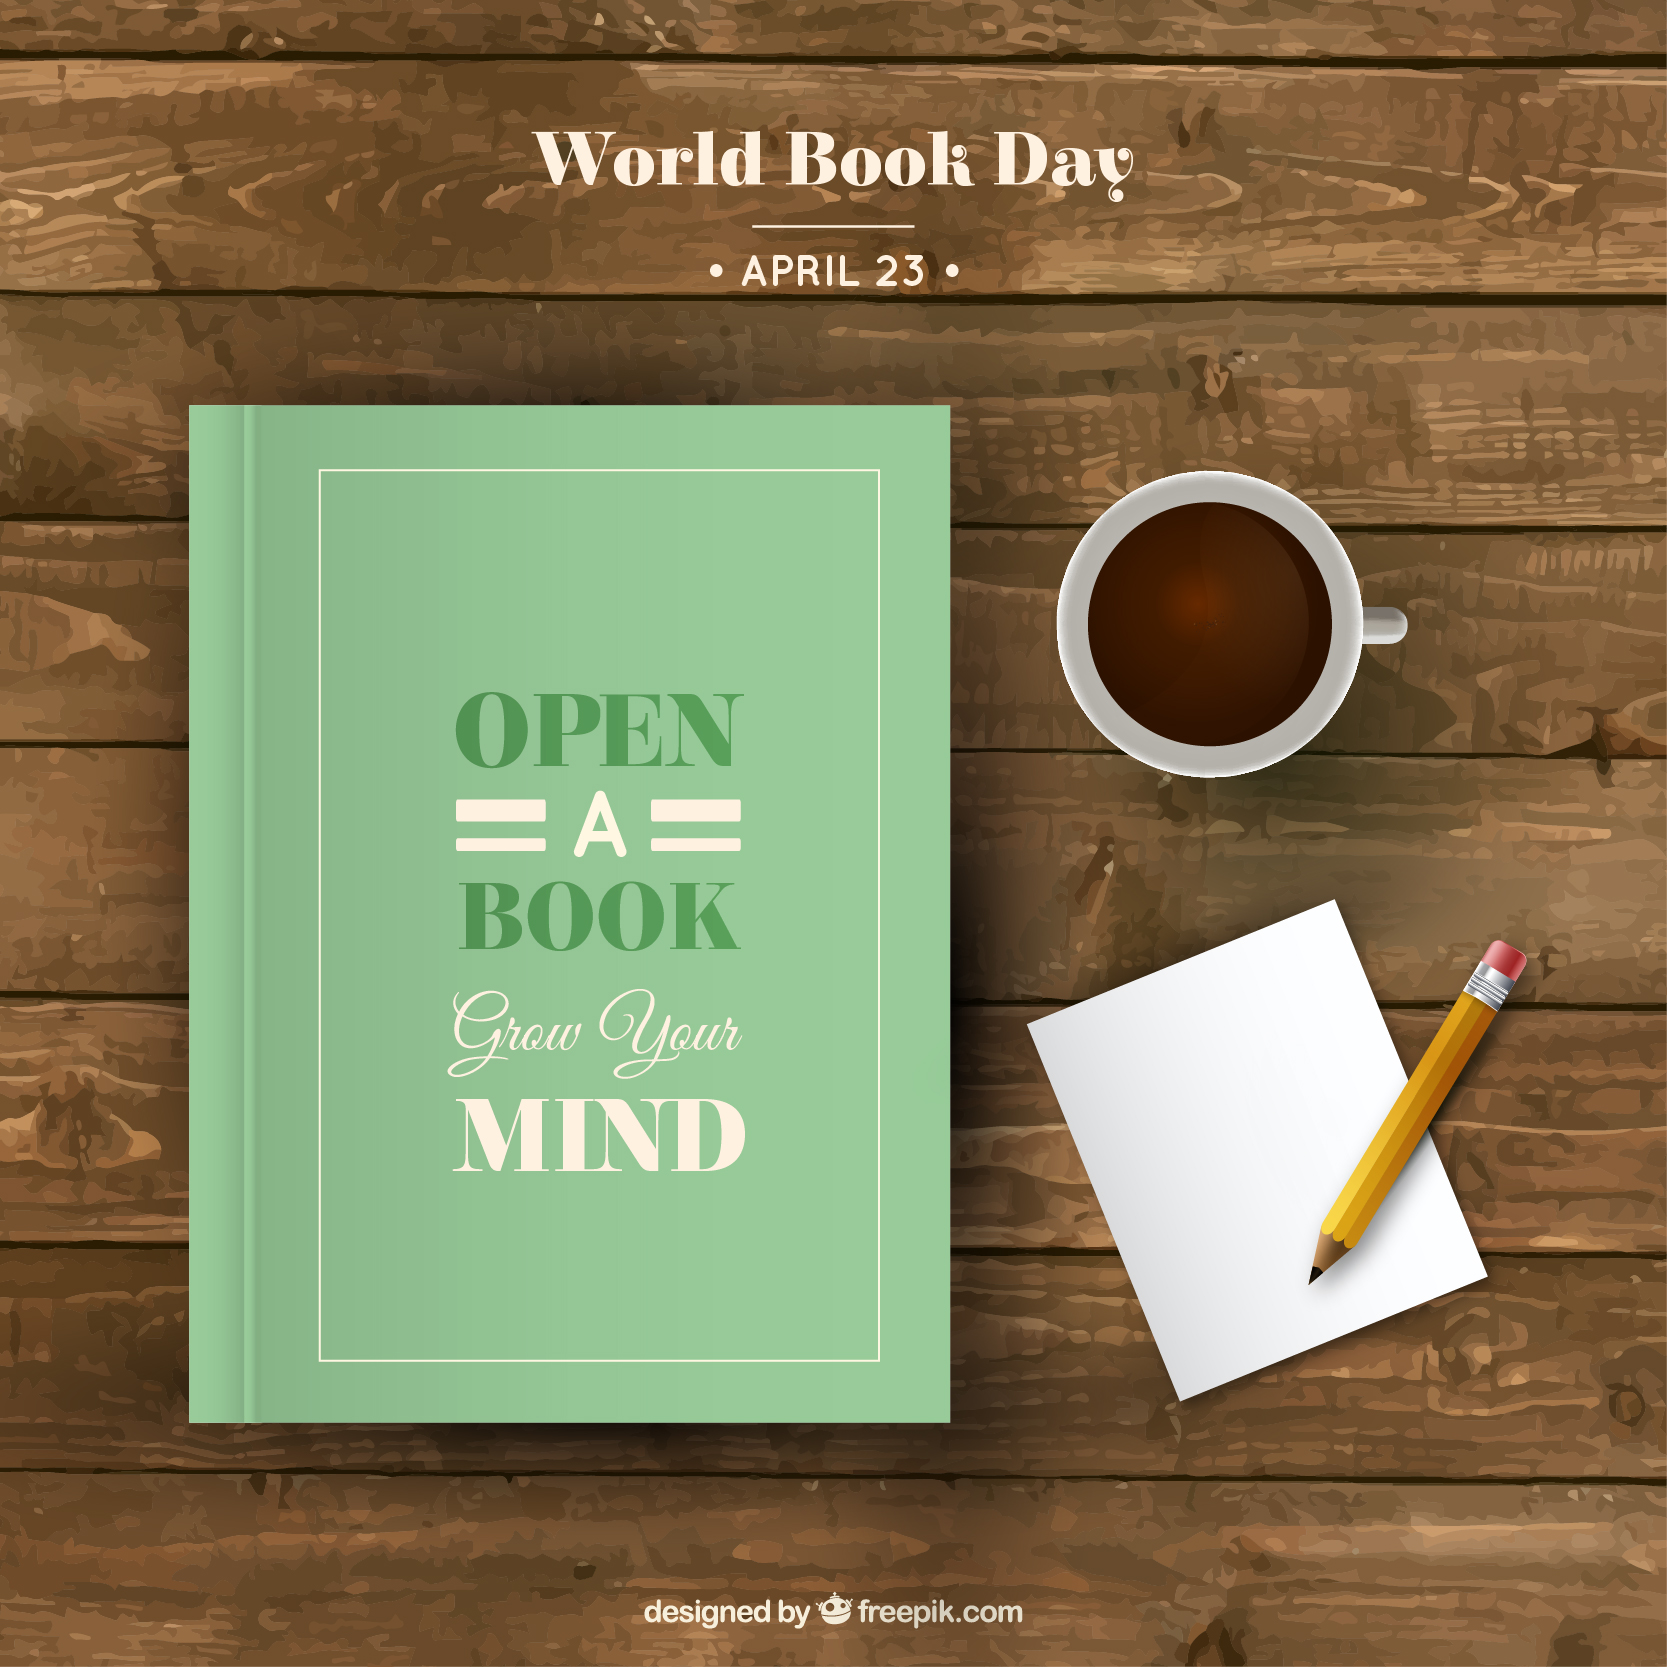 World Book Day
• APRIL 23 •
OPEN
A
BOOK
Grow Your
MIND
designed by freepik.com